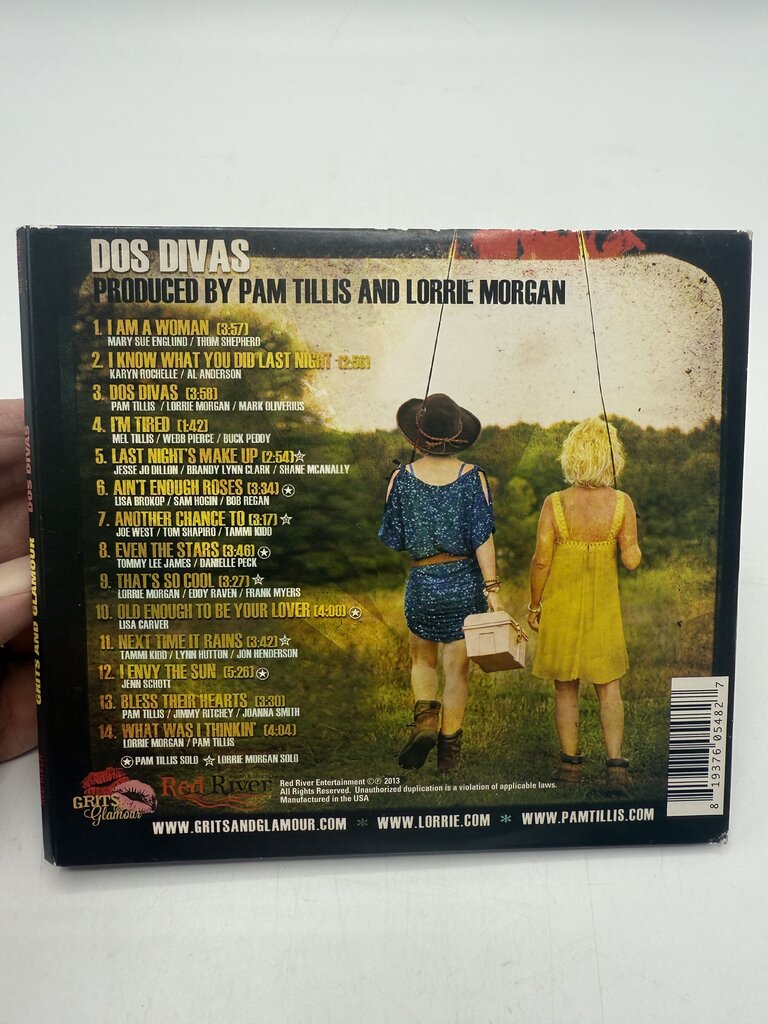 DOS DIVAS
PRODUCED BY PAM TILLIS AND LORRIE MORGAN
1. I AM A WOMAN (3:57)
MARY SUE ENGLUND / THOM SHEPHERD
2. I KNOW WHAT YOU DID LAST NIGHT (2:56)
KARYN ROCHELLE / AL ANDERSON
3. DOS DIVAS (3:58)
PAM TILLIS / LORRIE MORGAN / MARK OLIVERIUS
4. I'M TIRED (1:42)
MEL TILLIS / WEBB PIERCE / BUCK PEDDY
5. LAST NIGHT'S MAKE UP (2:54)☆
JESSE JO DILLON / BRANDY LYNN CLARK / SHANE MCANALLY
6. AIN'T ENOUGH ROSES (3:34) ✪
LISA BROKOP / SAM HOGIN / BOB REGAN
7. ANOTHER CHANCE TO (3:17) ☆
JOE WEST / TOM SHAPIRO / TAMMI KIDD
8. EVEN THE STARS (3:46) ✪
TOMMY LEE JAMES / DANIELLE PECK
9. THAT'S SO COOL (3:27) ☆
LORRIE MORGAN / EDDY RAVEN / FRANK MYERS
10. OLD ENOUGH TO BE YOUR LOVER (4:00) ✪
LISA CARVER
11. NEXT TIME IT RAINS (3:42) ☆
TAMMI KIDD / LYNN HUTTON / JON HENDERSON
12. I ENVY THE SUN (5:26) ✪
JENN SCHOTT
13. BLESS THEIR HEARTS (3:30)
PAM TILLIS / JIMMY RITCHEY / JOANNA SMITH
14. WHAT WAS I THINKIN' (4:04)
LORRIE MORGAN / PAM TILLIS
✪ PAM TILLIS SOLO ☆ LORRIE MORGAN SOLO
GRITS
Glamour
Red River
Red River Entertainment ©℗ 2013
All Rights Reserved. Unauthorized duplication is a violation of applicable laws.
Manufactured in the USA
WWW.GRITSANDGLAMOUR.COM * WWW.LORRIE.COM * WWW.PAMTILLIS.COM
8 19376 05482 7
GRITS AND GLAMOUR DOS DIVAS